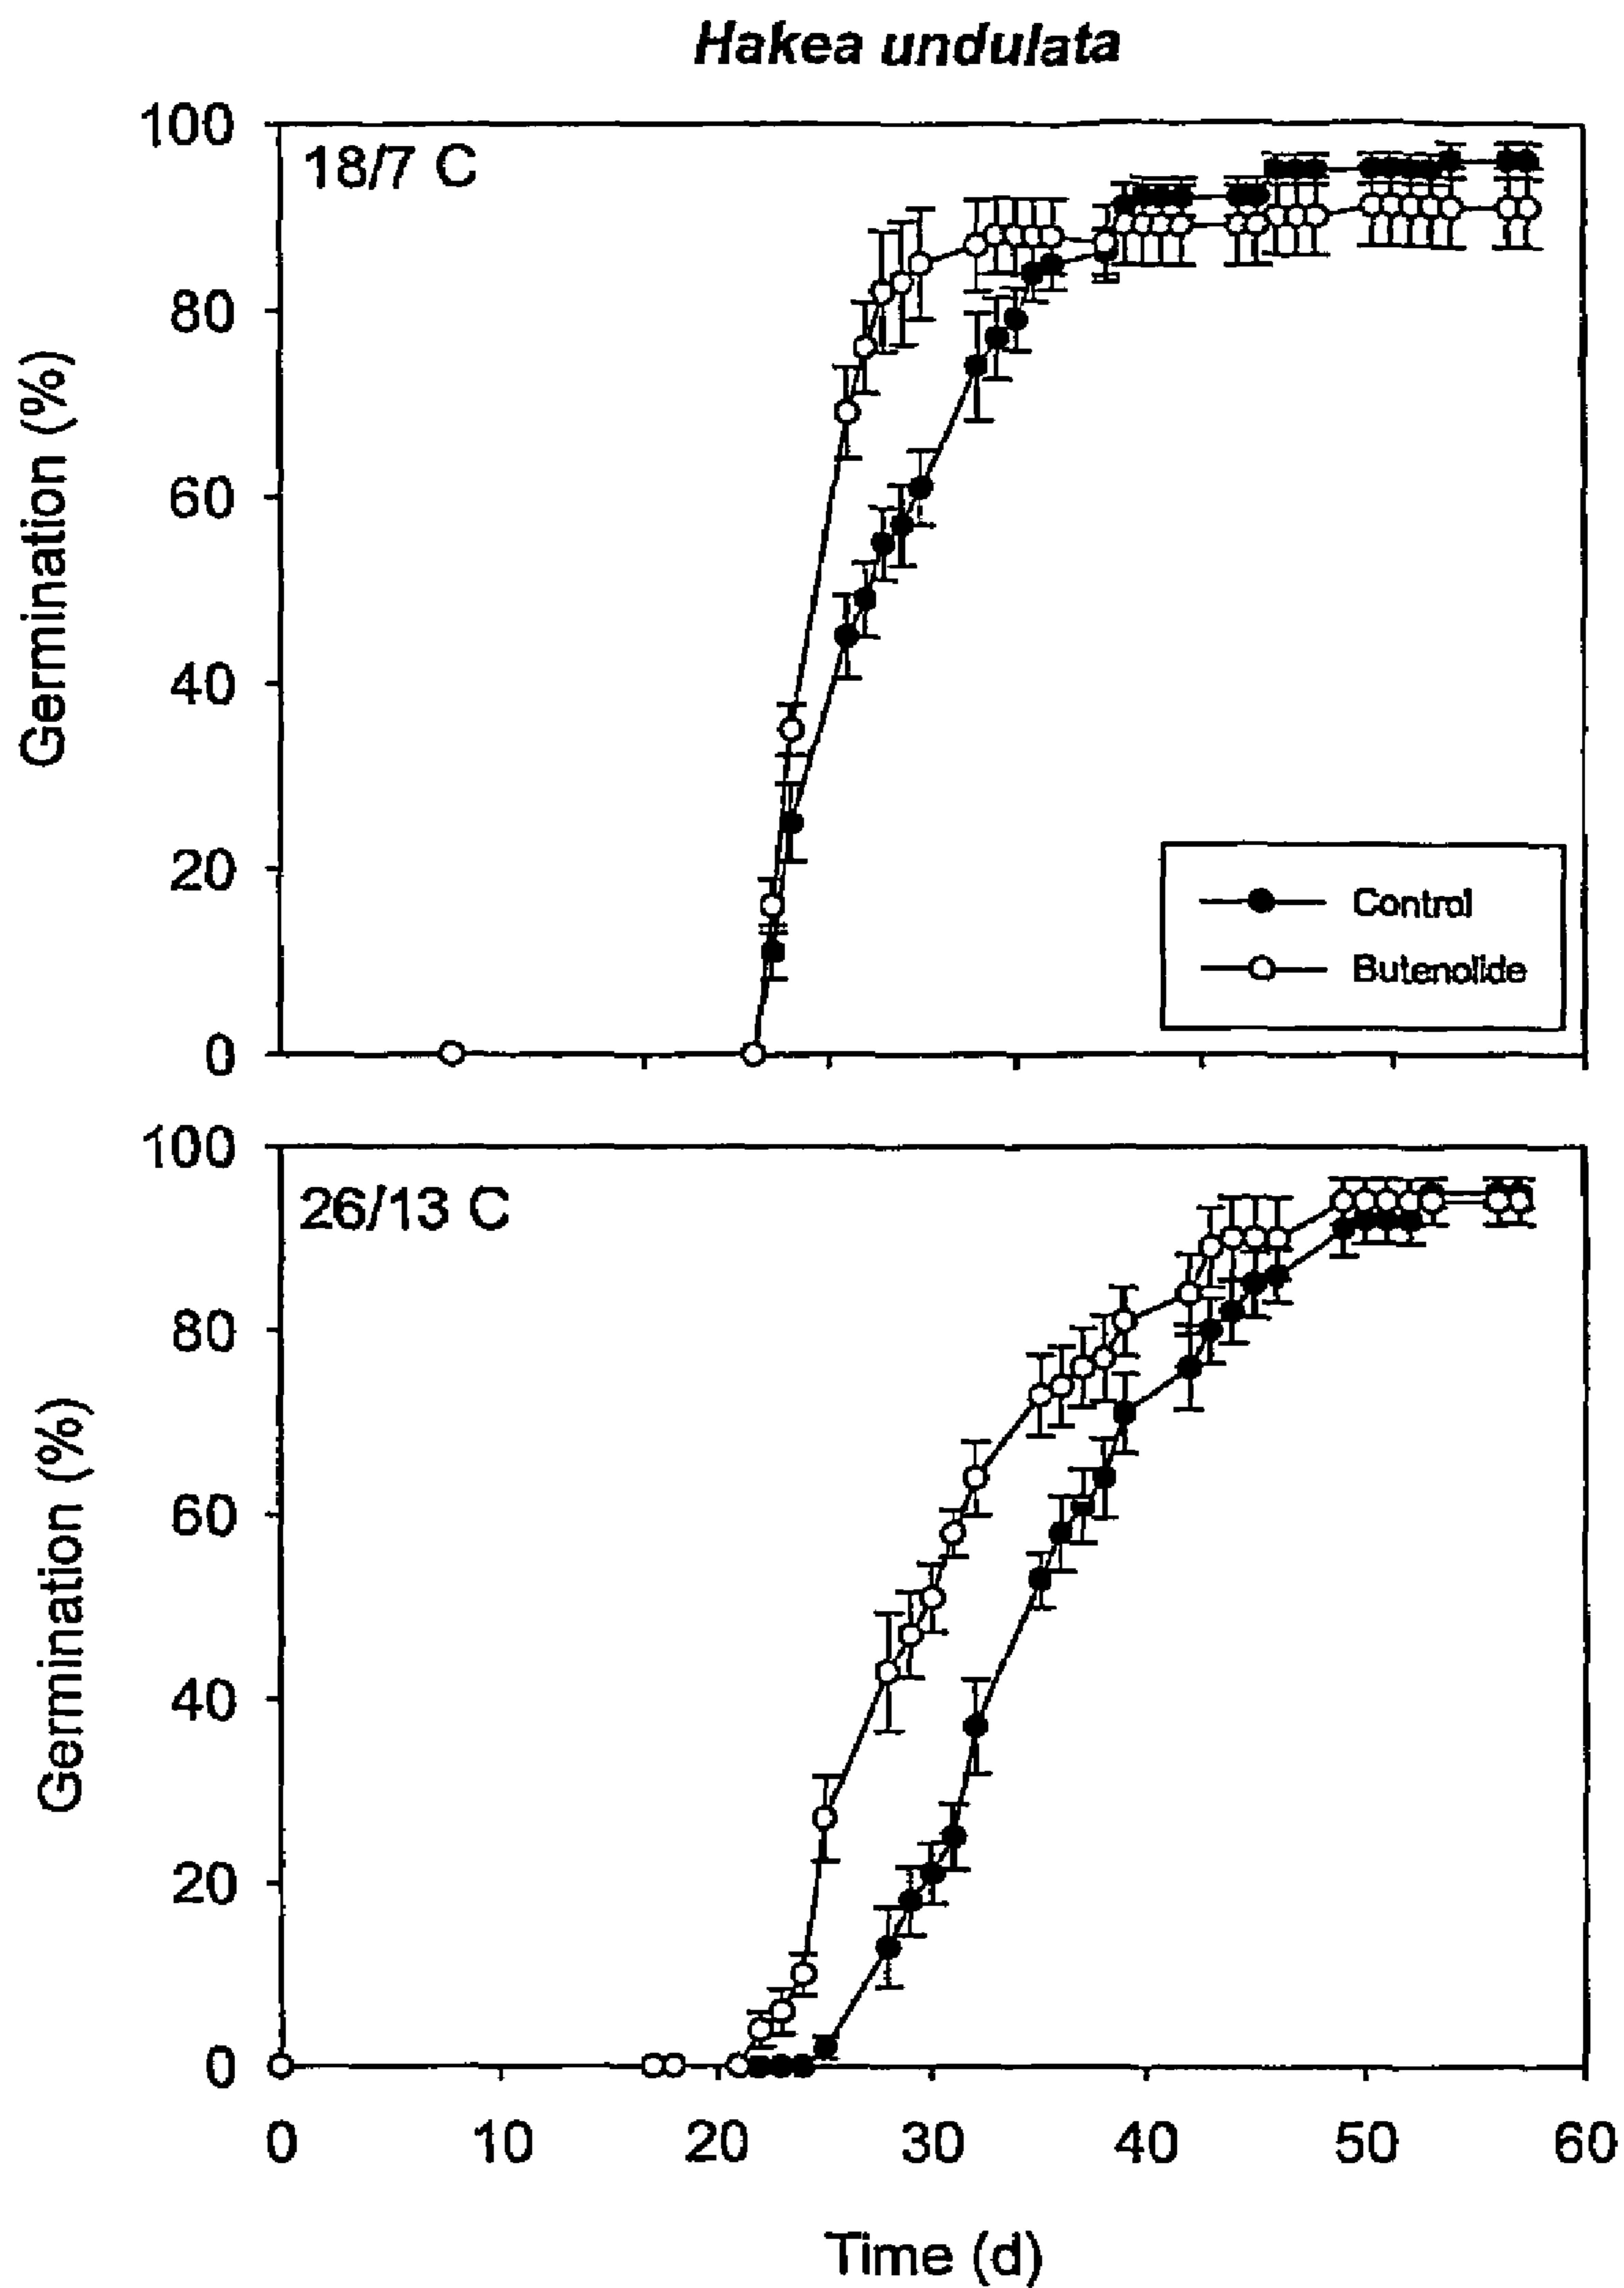 Hakea undulata
100
18/7 C
80
60
40
20
0
Germination (%)
Control
Butenolide
100
26/13 C
80
60
40
20
0
Germination (%)
0 10 20 30 40 50 60
Time (d)